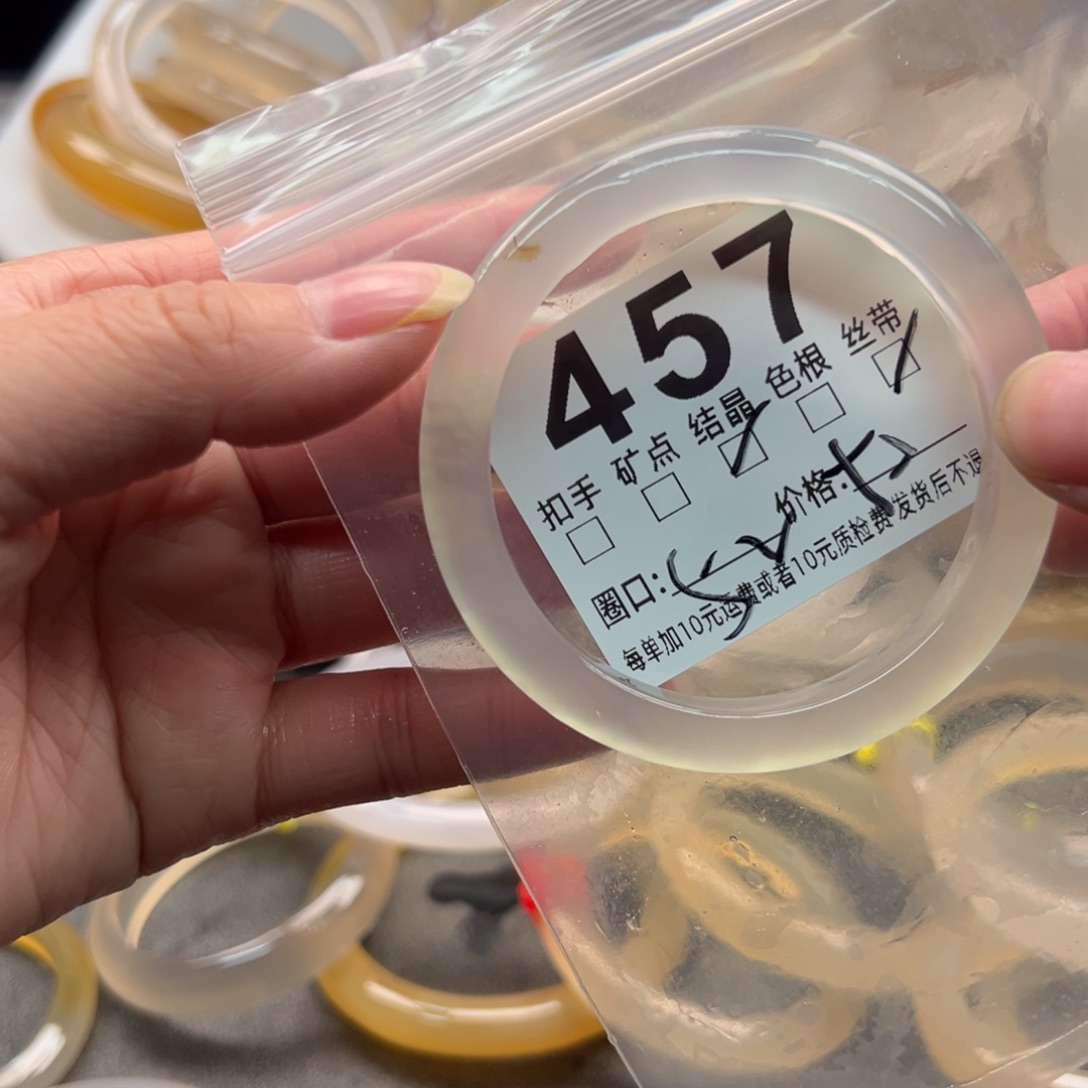 457
扣手 矿点 结晶 色根 丝带
圈口: 价格:
每单加10元运费或者10元质检费发货后不退